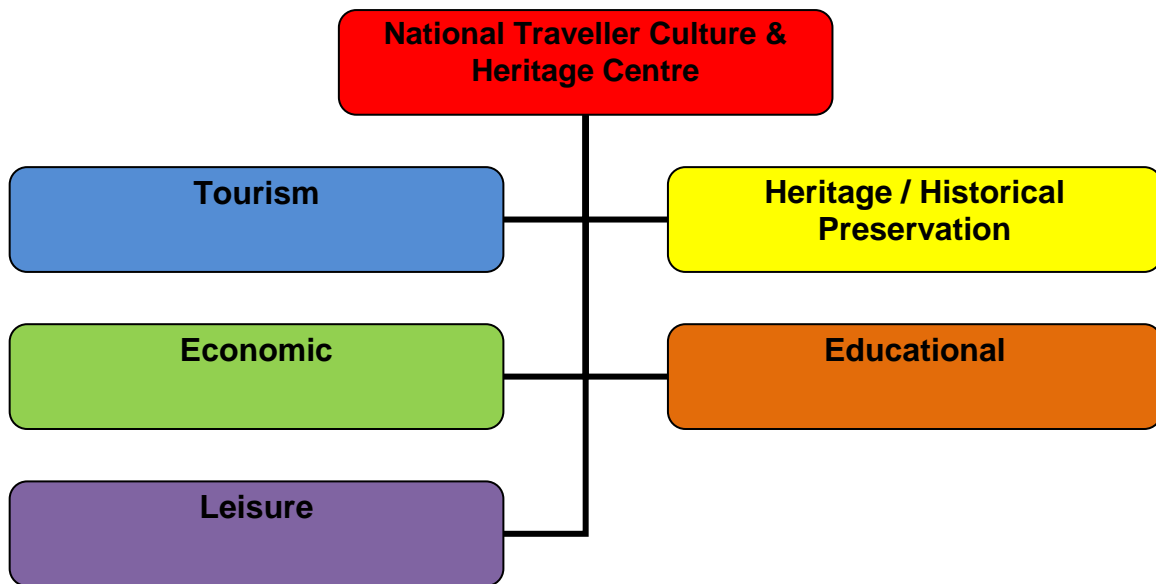 National Traveller Culture &
Heritage Centre
Tourism
Heritage / Historical
Preservation
Economic
Educational
Leisure